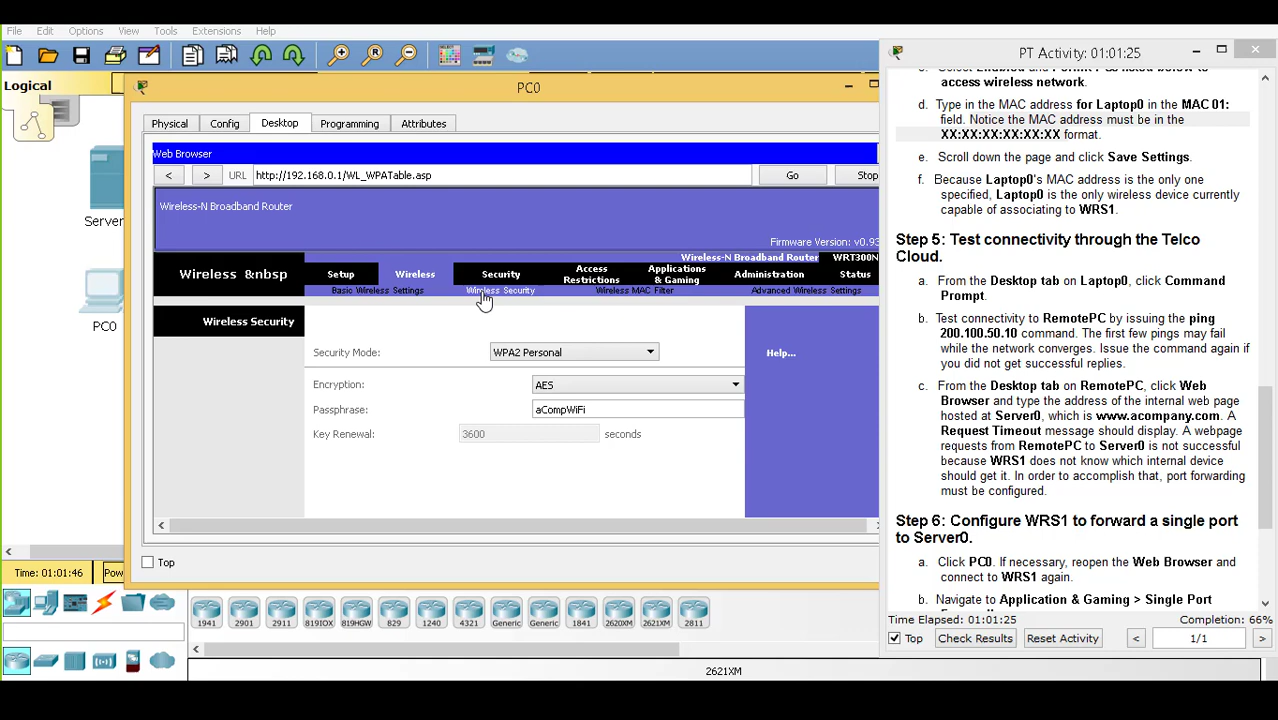 File Edit Options View Tools Extensions Help
PT Activity: 01:01:25
Logical
PC0
access wireless network.
d. Type in the MAC address for Laptop0 in the MAC 01:
field. Notice the MAC address must be in the
XX:XX:XX:XX:XX:XX format.
e. Scroll down the page and click Save Settings.
f. Because Laptop0's MAC address is the only one
specified, Laptop0 is the only wireless device currently
capable of associating to WRS1.
Step 5: Test connectivity through the Telco
Cloud.
a. From the Desktop tab on Laptop0, click Command
Prompt.
b. Test connectivity to RemotePC by issuing the ping
200.100.50.10 command. The first few pings may fail
while the network converges. Issue the command again if
you did not get successful replies.
c. From the Desktop tab on RemotePC, click Web
Browser and type the address of the internal web page
hosted at Server0, which is www.acompany.com. A
Request Timeout message should display. A webpage
requests from RemotePC to Server0 is not successful
because WRS1 does not know which internal device
should get it. In order to accomplish that, port forwarding
must be configured.
Step 6: Configure WRS1 to forward a single port
to Server0.
a. Click PC0. If necessary, reopen the Web Browser and
connect to WRS1 again.
b. Navigate to Application & Gaming > Single Port
Time Elapsed: 01:01:25 Completion: 66%
Top Check Results Reset Activity < 1/1 >
Physical Config Desktop Programming Attributes
Web Browser
< > URL http://192.168.0.1/WL_WPATable.asp Go Stop
Wireless-N Broadband Router
Firmware Version: v0.93
Wireless-N Broadband Router WRT300N
Wireless &nbsp Setup Wireless Security Access Restrictions Applications & Gaming Administration Status
Basic Wireless Settings Wireless Security Wireless MAC Filter Advanced Wireless Settings
Wireless Security
Security Mode: WPA2 Personal
Help...
Encryption: AES
Passphrase: aCompWiFi
Key Renewal: 3600 seconds
Top
Server
PC0
Time: 01:01:46 Pow
1941 2901 2911 819IOX 819HGW 829 1240 4321 Generic Generic 1841 2620XM 2621XM 2811
2621XM